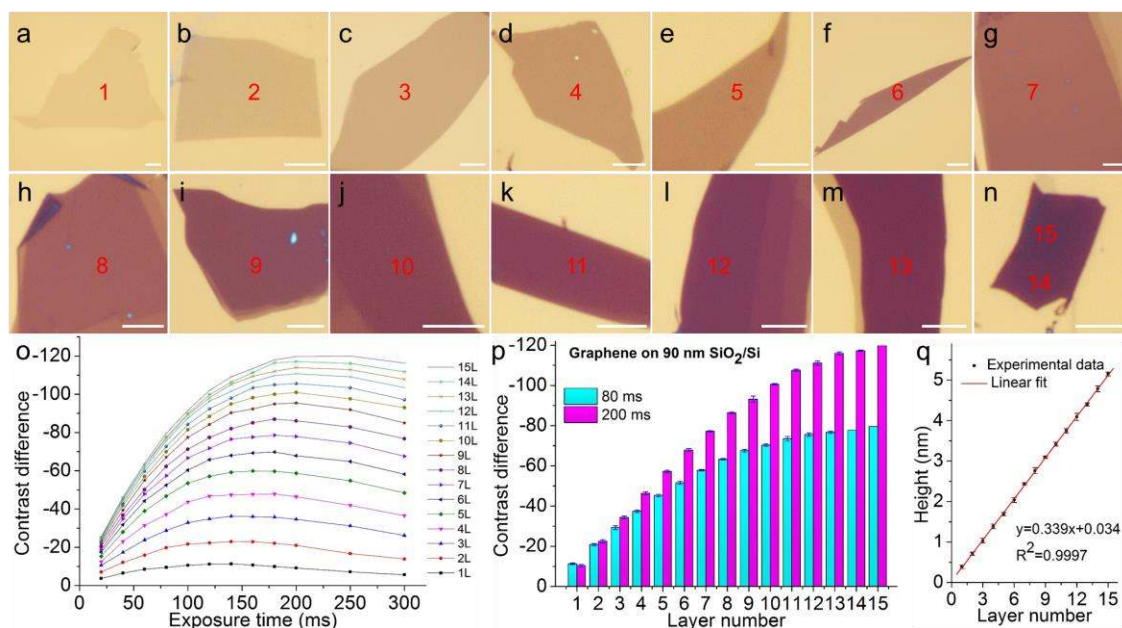 a b c d e f g
1 2 3 4 5 6 7
h i j k l m n
8 9 10 11 12 13 15
14
o
-120
-100
-80
-60
-40
-20
0
Contrast difference
0 50 100 150 200 250 300
Exposure time (ms)
15L
14L
13L
12L
11L
10L
9L
8L
7L
6L
5L
4L
3L
2L
1L
p
Graphene on 90 nm SiO₂/Si
80 ms
200 ms
-120
-100
-80
-60
-40
-20
0
Contrast difference
1 2 3 4 5 6 7 8 9 10 11 12 13 14 15
Layer number
q
Experimental data
Linear fit
5
4
3
2
1
0
Height (nm)
y=0.339x+0.034
R²=0.9997
3 6 9 12 15
Layer number